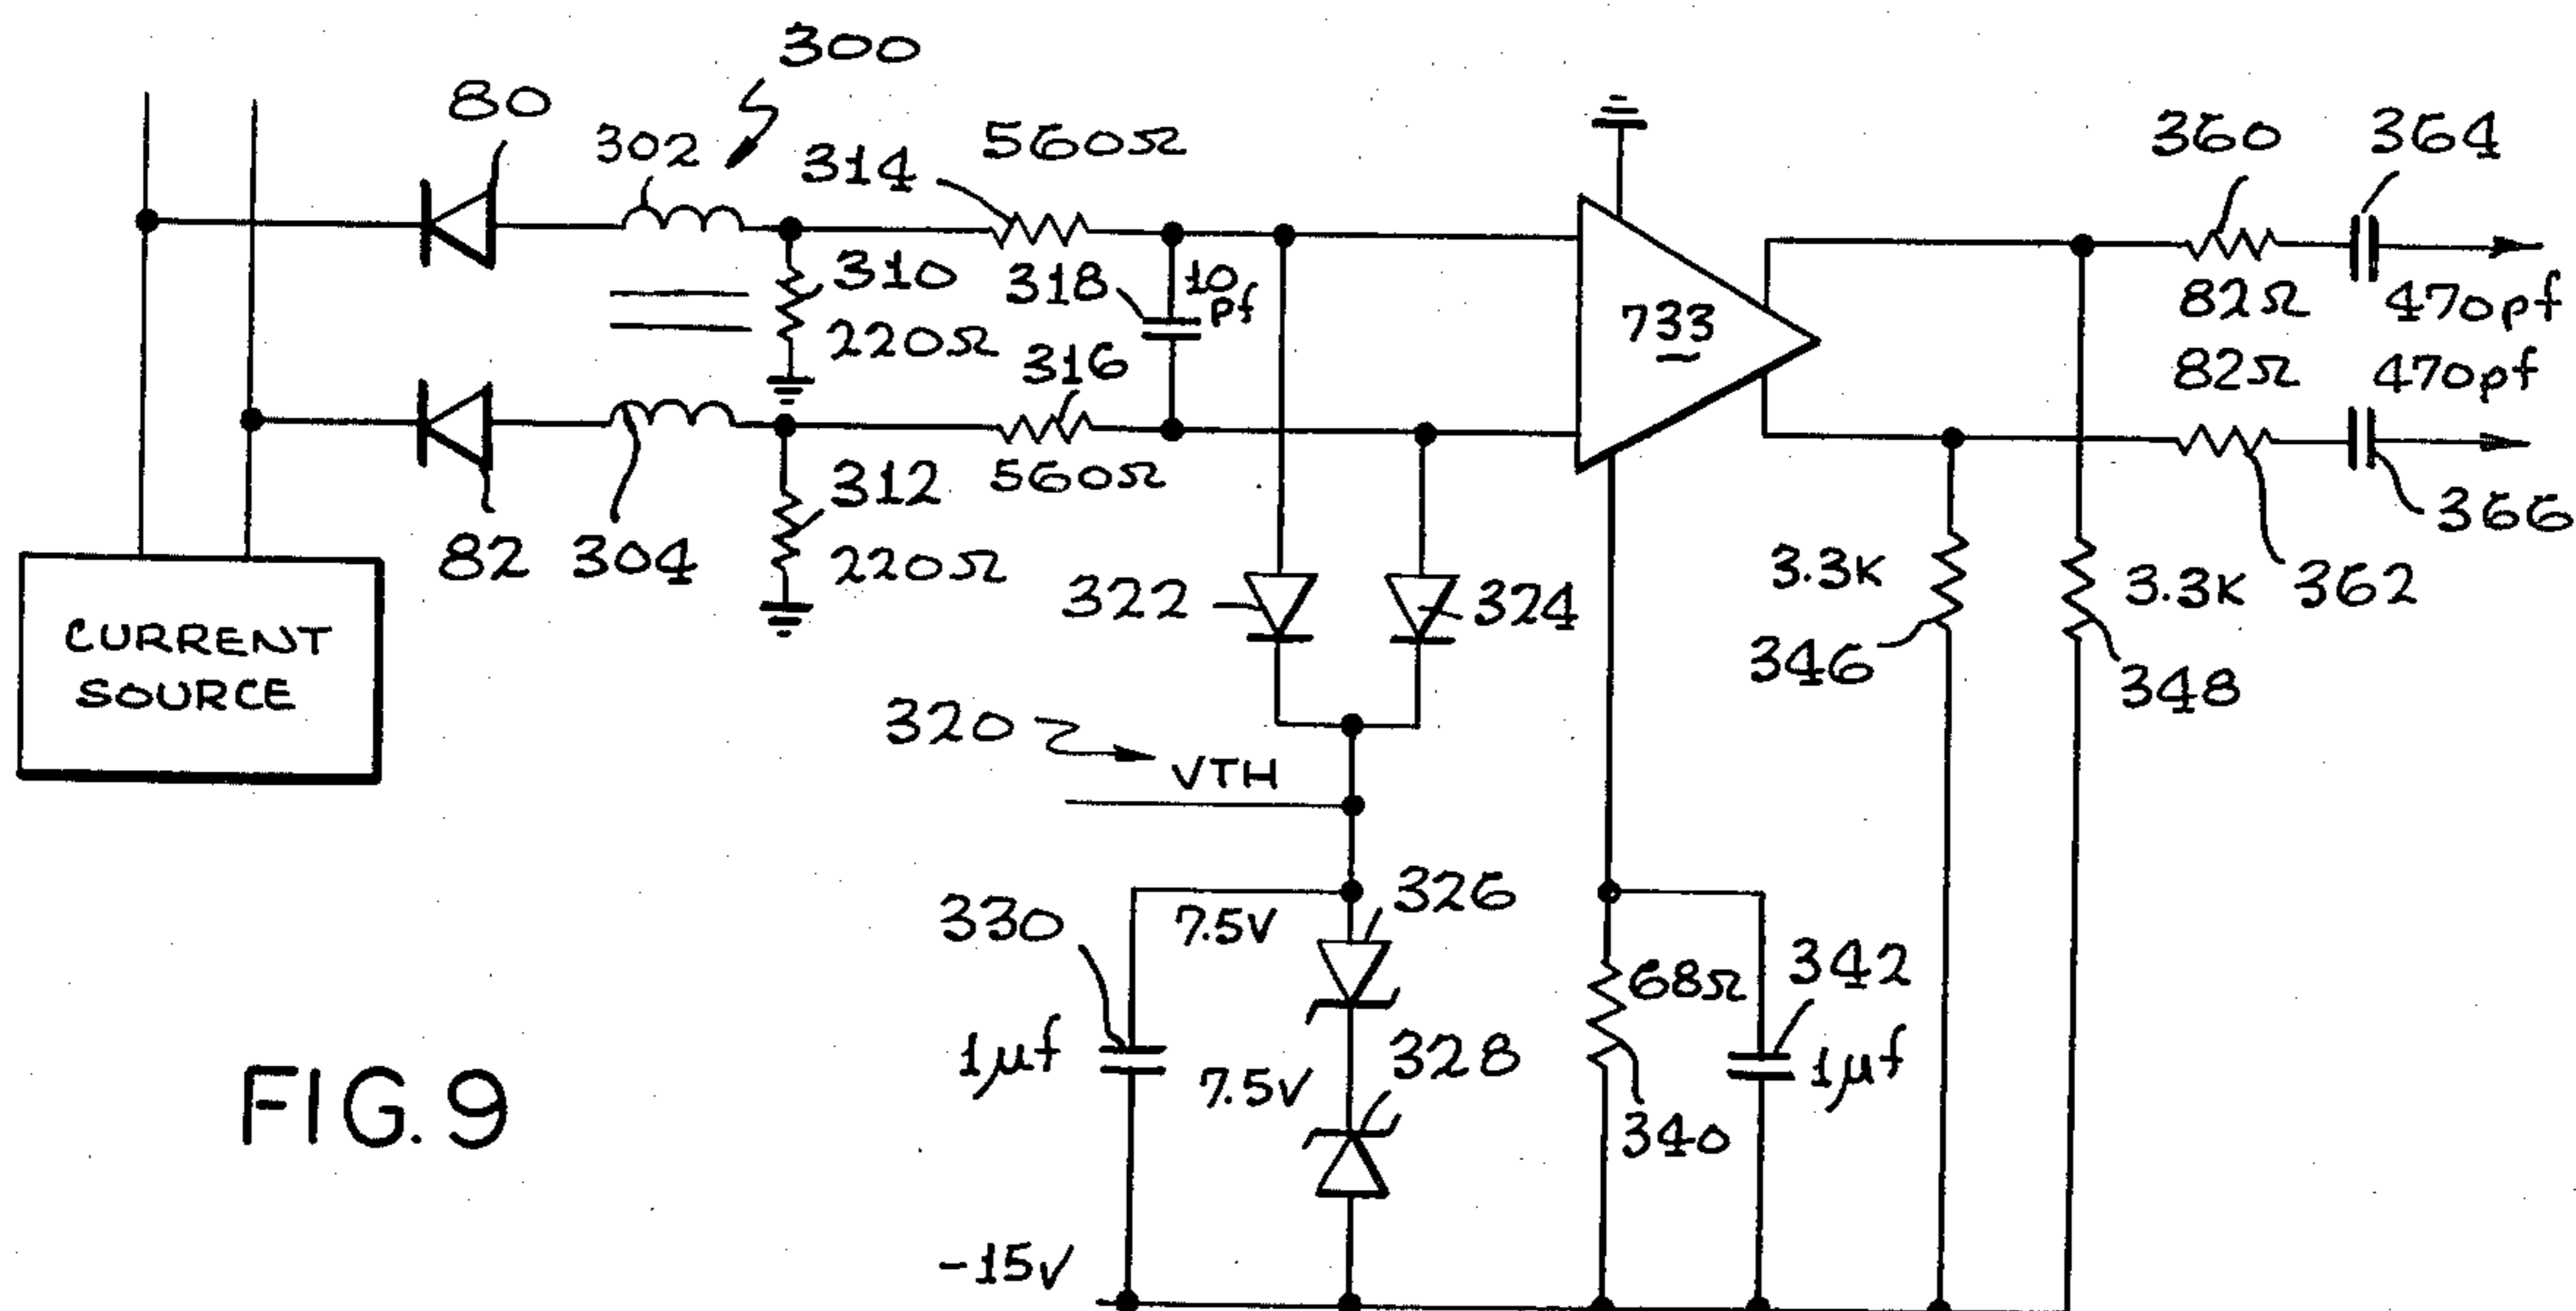 300
80
302
314
560Ω
360
364
310
220Ω
318
10
pf
733
82Ω
470pf
82Ω
470pf
316
560Ω
312
220Ω
82
304
366
CURRENT
SOURCE
322
324
3.3K
346
3.3K
362
348
320
VTH
330
7.5V
326
1µf
7.5V
328
68Ω
342
1µf
340
FIG. 9
-15V